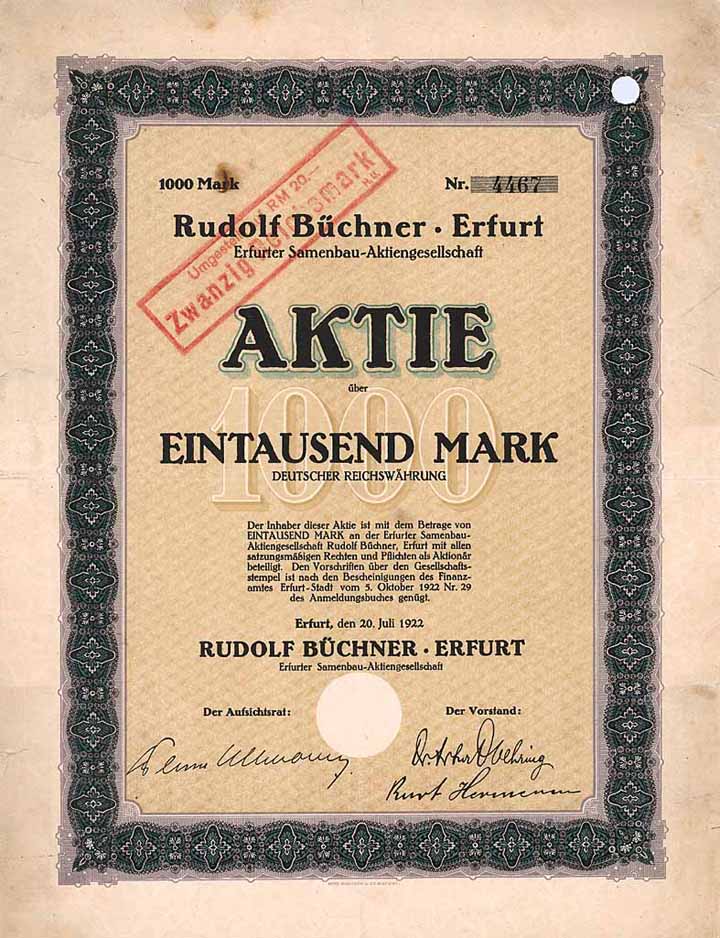 1000 Mark
Nr. 4467
Umgestellt RM 20.—
Zwanzig Reichsmark
Rudolf Büchner · Erfurt
Erfurter Samenbau-Aktiengesellschaft
AKTIE
über
1000
EINTAUSEND MARK
DEUTSCHER REICHSWÄHRUNG
Der Inhaber dieser Aktie ist mit dem Betrage von
EINTAUSEND MARK an der Erfurter Samenbau-
Aktiengesellschaft Rudolf Büchner, Erfurt mit allen
satzungsmäßigen Rechten und Pflichten als Aktionär
beteiligt. Den Vorschriften über den Gesellschafts-
stempel ist nach den Bescheinigungen des Finanz-
amtes Erfurt-Stadt vom 5. Oktober 1922 Nr. 29
des Anmeldungsbuches genügt.
Erfurt, den 20. Juli 1922
RUDOLF BÜCHNER · ERFURT
Erfurter Samenbau-Aktiengesellschaft
Der Aufsichtsrat:
Der Vorstand:
Kurt Hermann